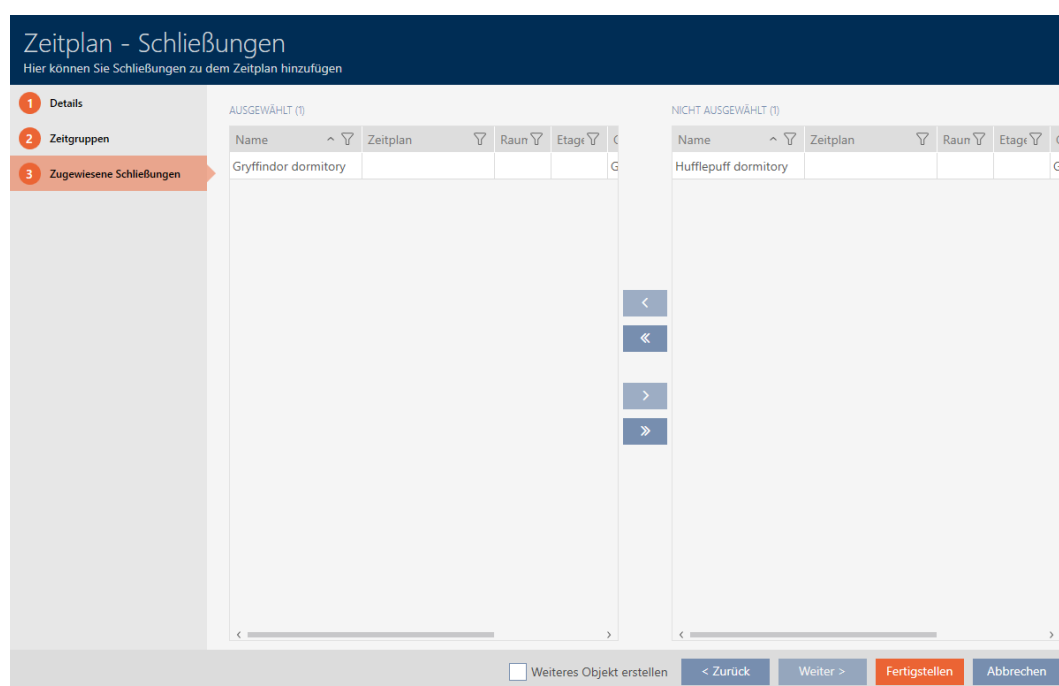 Zeitplan - Schließungen
Hier können Sie Schließungen zu dem Zeitplan hinzufügen
1 Details
2 Zeitgruppen
3 Zugewiesene Schließungen
AUSGEWÄHLT (1)
Name Zeitplan Raum Etage
Gryffindor dormitory G
NICHT AUSGEWÄHLT (1)
Name Zeitplan Raum Etage
Hufflepuff dormitory G
Weiteres Objekt erstellen
< Zurück
Weiter >
Fertigstellen
Abbrechen